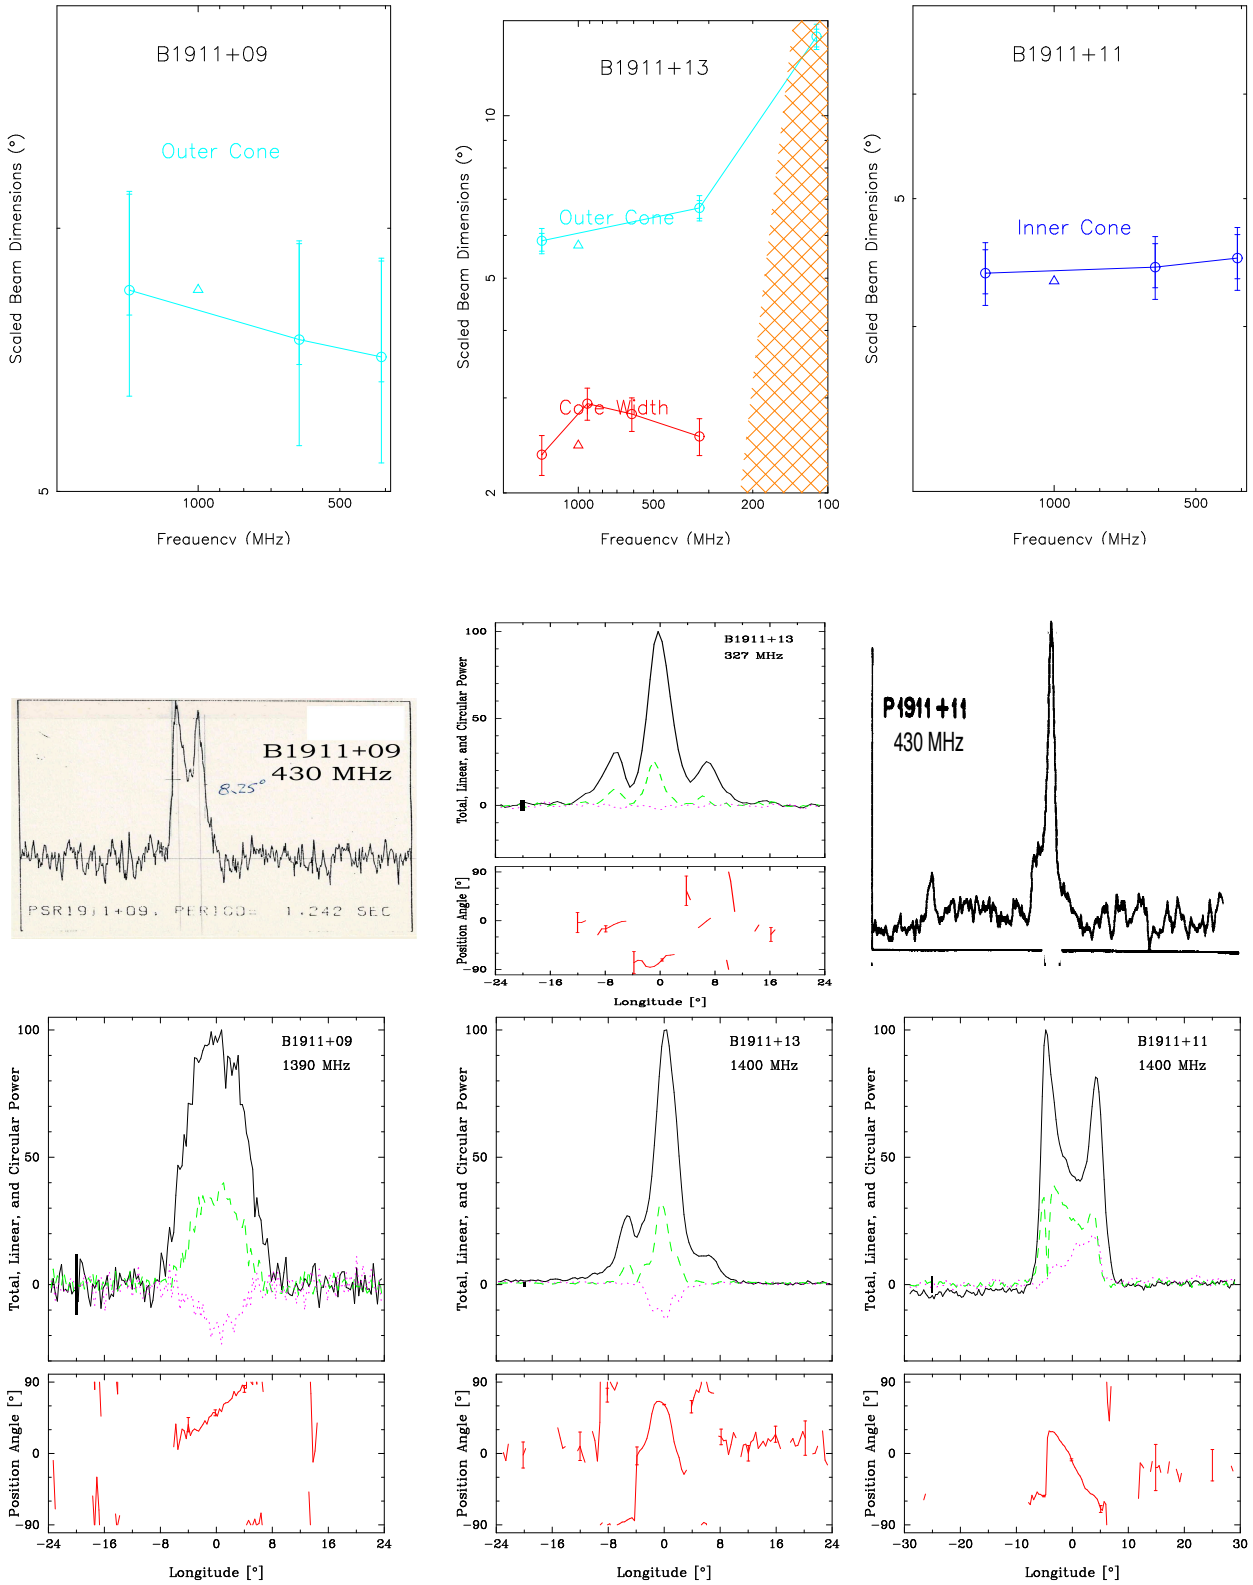 B1911+09
Outer Cone
Scaled Beam Dimensions (°)
5
1000 500
Frequency (MHz)
B1911+13
Outer Cone
Core Width
Scaled Beam Dimensions (°)
10
5
2
1000 500 200 100
Frequency (MHz)
B1911+11
Inner Cone
Scaled Beam Dimensions (°)
5
1000 500
Frequency (MHz)
B1911+09
430 MHz
8.25°
PSR1911+09, PERIOD= 1.242 SEC
B1911+13
327 MHz
Total, Linear, and Circular Power
100
50
0
Position Angle [°]
90
0
-90
-24 -16 -8 0 8 16 24
Longitude [°]
P1911+11
430 MHz
B1911+09
1390 MHz
Total Linear, and Circular Power
100
50
0
Position Angle [°]
90
0
-90
-24 -16 -8 0 8 16 24
Longitude [°]
B1911+13
1400 MHz
Total Linear, and Circular Power
100
50
0
Position Angle [°]
90
0
-90
-24 -16 -8 0 8 16 24
Longitude [°]
B1911+11
1400 MHz
Total Linear, and Circular Power
100
50
0
Position Angle [°]
90
0
-90
-30 -20 -10 0 10 20 30
Longitude [°]